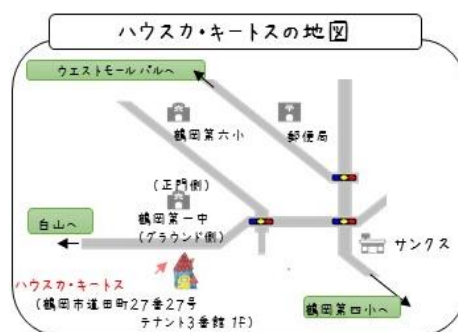 ハウスカ・キートスの地図
ウエストモール パルへ
鶴岡第六小
郵便局
(正門側)
鶴岡第一中
(グラウンド側)
白山へ
サンクス
ハウスカ・キートス
(鶴岡市道田町27番27号
テナント3番館 1F)
鶴岡第四小へ